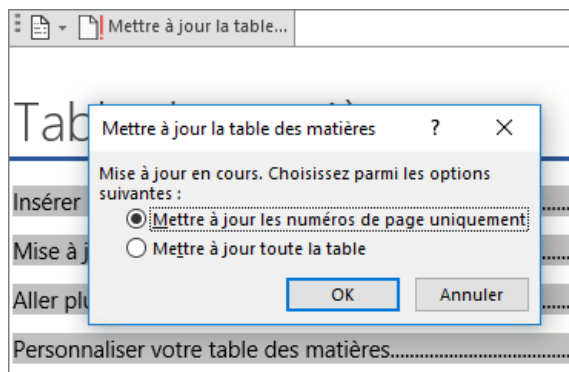 Mettre à jour la table...
Tab
Mettre à jour la table des matières ?
Mise à jour en cours. Choisissez parmi les options
suivantes :
Mettre à jour les numéros de page uniquement
Mettre à jour toute la table
OK Annuler
Insérer
Mise à j
Aller plu
Personnaliser votre table des matières..............................